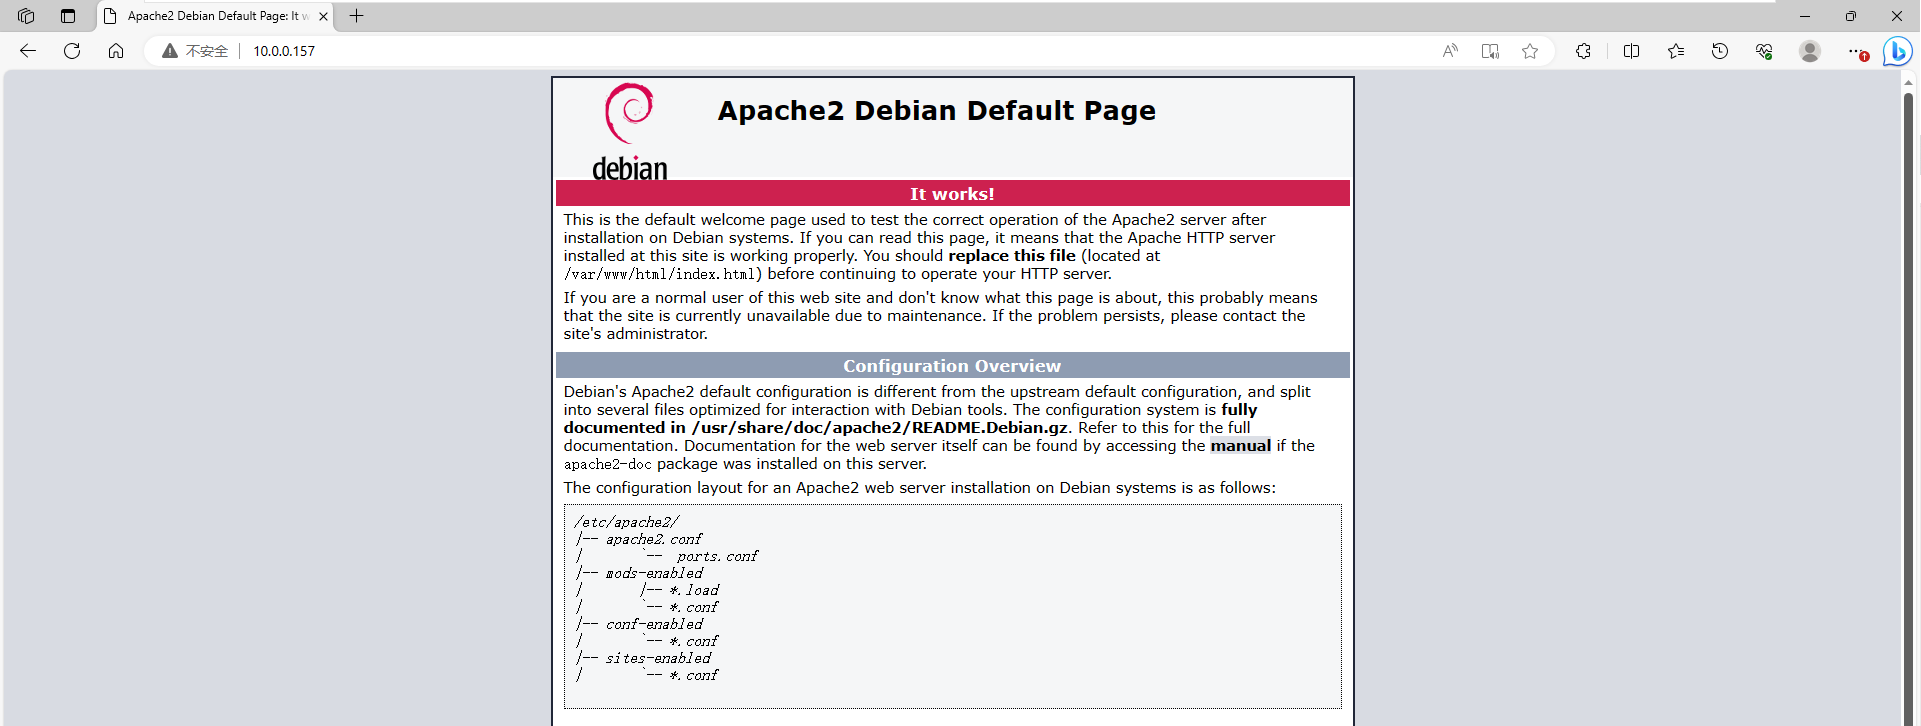 Apache2 Debian Default Page: It w
不安全 10.0.0.157
debian
Apache2 Debian Default Page
It works!
This is the default welcome page used to test the correct operation of the Apache2 server after
installation on Debian systems. If you can read this page, it means that the Apache HTTP server
installed at this site is working properly. You should replace this file (located at
/var/www/html/index.html) before continuing to operate your HTTP server.
If you are a normal user of this web site and don't know what this page is about, this probably means
that the site is currently unavailable due to maintenance. If the problem persists, please contact the
site's administrator.
Configuration Overview
Debian's Apache2 default configuration is different from the upstream default configuration, and split
into several files optimized for interaction with Debian tools. The configuration system is fully
documented in /usr/share/doc/apache2/README.Debian.gz. Refer to this for the full
documentation. Documentation for the web server itself can be found by accessing the manual if the
apache2-doc package was installed on this server.
The configuration layout for an Apache2 web server installation on Debian systems is as follows:
/etc/apache2/
|-- apache2.conf
|       `--  ports.conf
|-- mods-enabled
|       |-- *.load
|       `-- *.conf
|-- conf-enabled
|       `-- *.conf
|-- sites-enabled
|       `-- *.conf